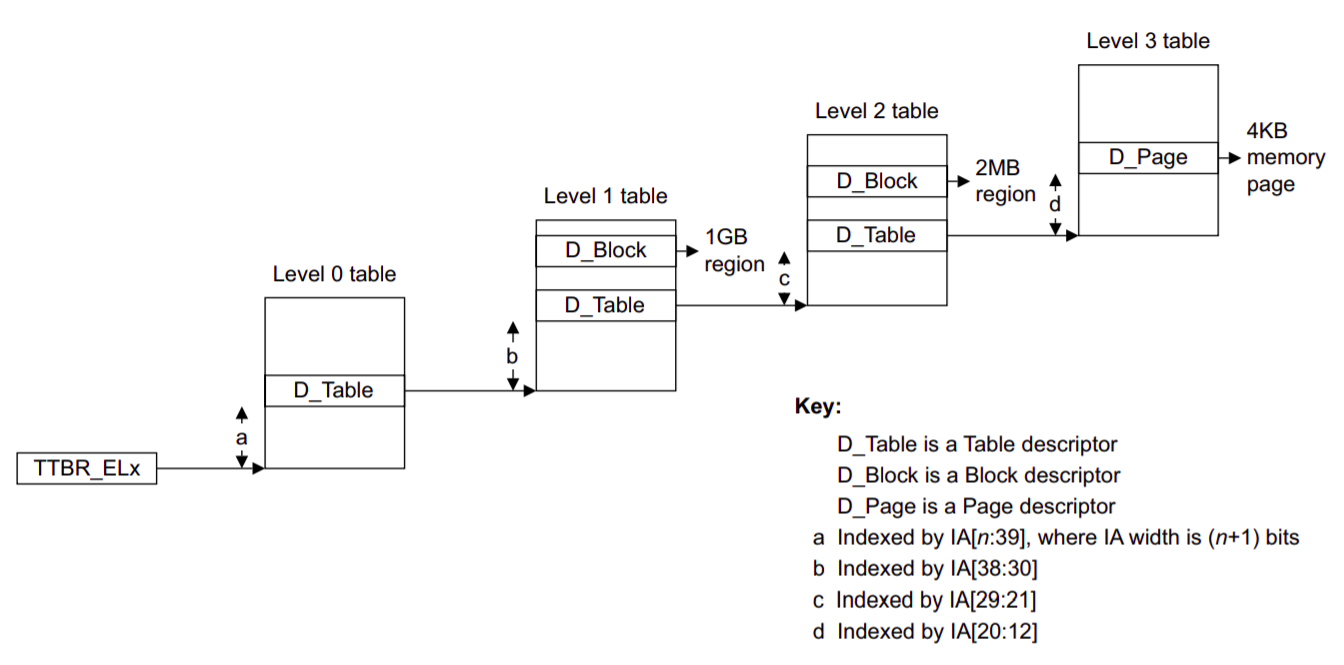 Level 3 table
4KB
memory
page
D_Page
Level 2 table
D_Block
2MB
region
d
D_Table
Level 1 table
D_Block
1GB
region
c
D_Table
Level 0 table
b
D_Table
a
TTBR_ELx
Key:
D_Table is a Table descriptor
D_Block is a Block descriptor
D_Page is a Page descriptor
a Indexed by IA[n:39], where IA width is (n+1) bits
b Indexed by IA[38:30]
c Indexed by IA[29:21]
d Indexed by IA[20:12]